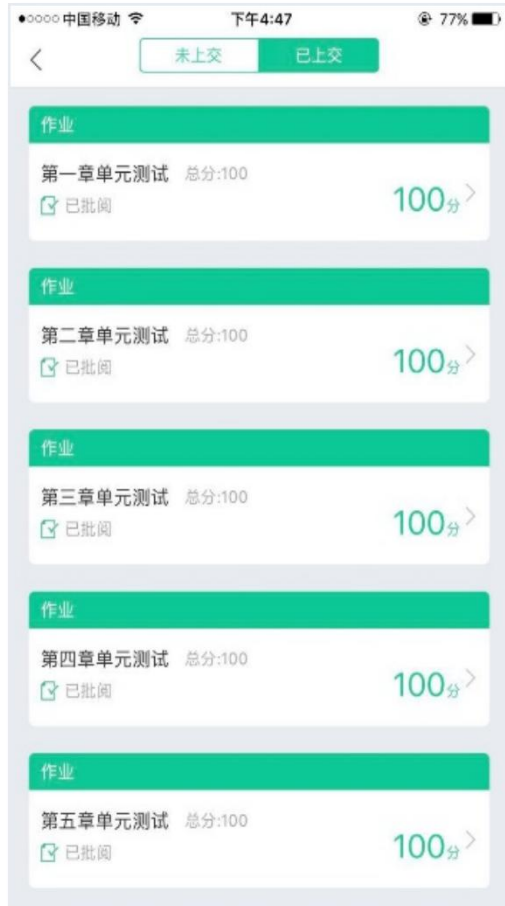 中国移动 下午4:47 77%
未上交 已上交
作业
第一章单元测试 总分:100
已批阅
100分
作业
第二章单元测试 总分:100
已批阅
100分
作业
第三章单元测试 总分:100
已批阅
100分
作业
第四章单元测试 总分:100
已批阅
100分
作业
第五章单元测试 总分:100
已批阅
100分